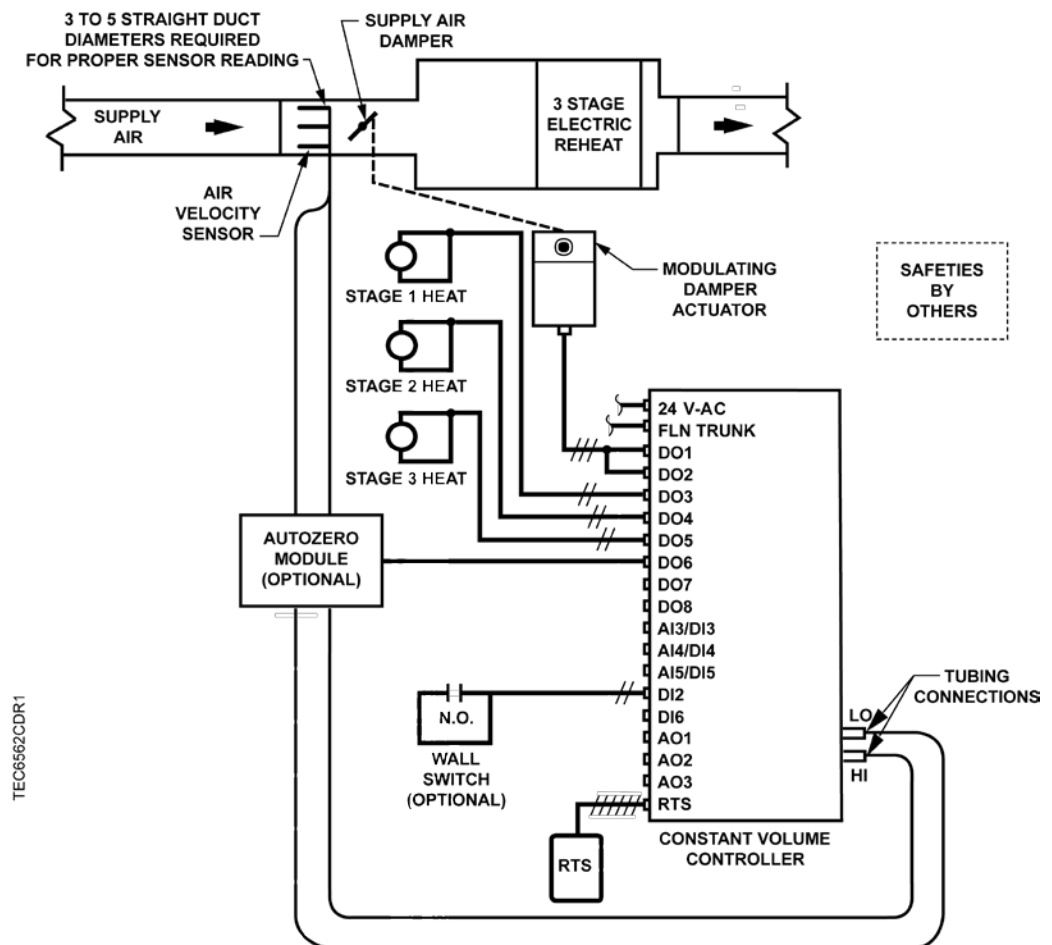 3 TO 5 STRAIGHT DUCT
DIAMETERS REQUIRED
FOR PROPER SENSOR READING
SUPPLY AIR
DAMPER
SUPPLY
AIR
3 STAGE
ELECTRIC
REHEAT
AIR
VELOCITY
SENSOR
STAGE 1 HEAT
MODULATING
DAMPER
ACTUATOR
SAFETIES
BY
OTHERS
STAGE 2 HEAT
STAGE 3 HEAT
24 V-AC
FLN TRUNK
DO1
DO2
DO3
DO4
DO5
DO6
DO7
DO8
AI3/DI3
AI4/DI4
AI5/DI5
DI2
DI6
AO1
AO2
AO3
RTS
AUTOZERO
MODULE
(OPTIONAL)
N.O.
WALL
SWITCH
(OPTIONAL)
TUBING
CONNECTIONS
LO
HI
RTS
CONSTANT VOLUME
CONTROLLER
TEC6562CDR1